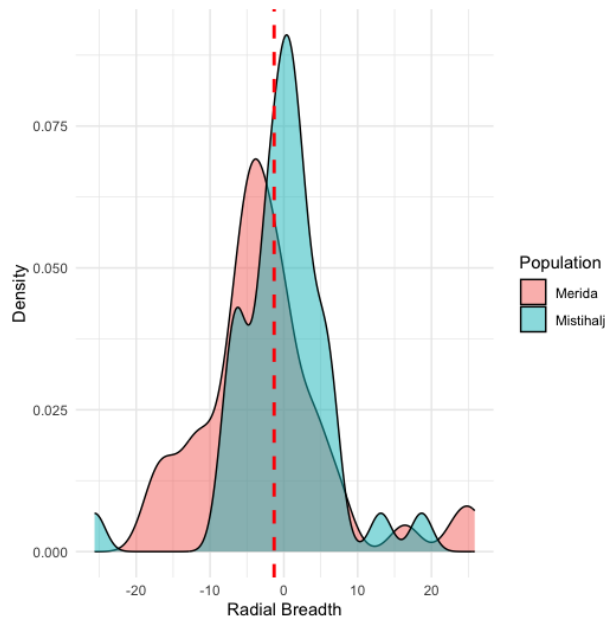 0.075
0.050
0.025
0.000
Density
-20 -10 0 10 20
Radial Breadth
Population
Merida
Mistihalj